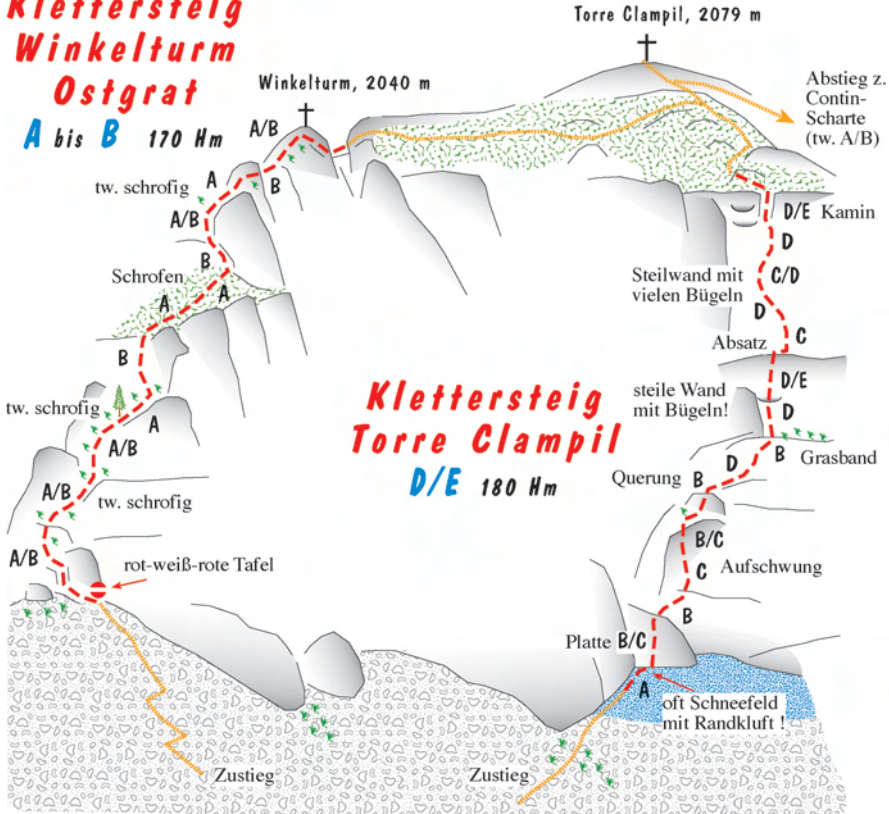 Klettersteig
Winkelturm
Ostgrat
A bis B 170 Hm
Torre Clampil, 2079 m
Winkelturm, 2040 m
Abstieg z.
Contin-
Scharte
(tw. A/B)
A/B
A
B
tw. schrofig
A/B
B
Schrofen
A
A
B
tw. schrofig
A
A/B
A/B
tw. schrofig
A/B
rot-weiß-rote Tafel
Zustieg
Klettersteig
Torre Clampil
D/E 180 Hm
D/E Kamin
D
Steilwand mit
vielen Bügeln
C/D
D
C
Absatz
D/E
steile Wand
mit Bügeln!
D
B
Grasband
D
Querung B
B/C
C
Aufschwung
B
Platte B/C
A
oft Schneefeld
mit Randkluft !
Zustieg